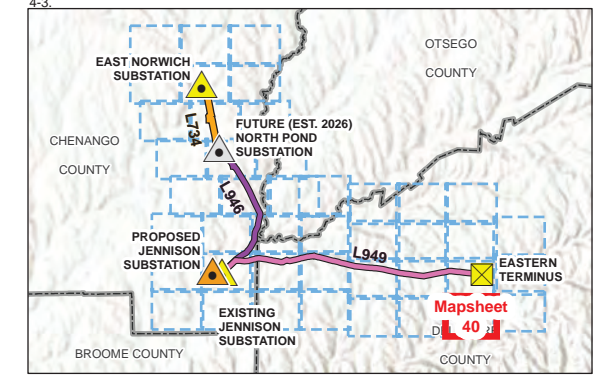 4-3.
OTSEGO
COUNTY
EAST NORWICH
SUBSTATION
L734
FUTURE (EST. 2026)
NORTH POND
SUBSTATION
CHENANGO
COUNTY
L946
PROPOSED
JENNISON
SUBSTATION
L949
EASTERN
TERMINUS
EXISTING
JENNISON
SUBSTATION
Mapsheet
40
BROOME COUNTY
COUNTY